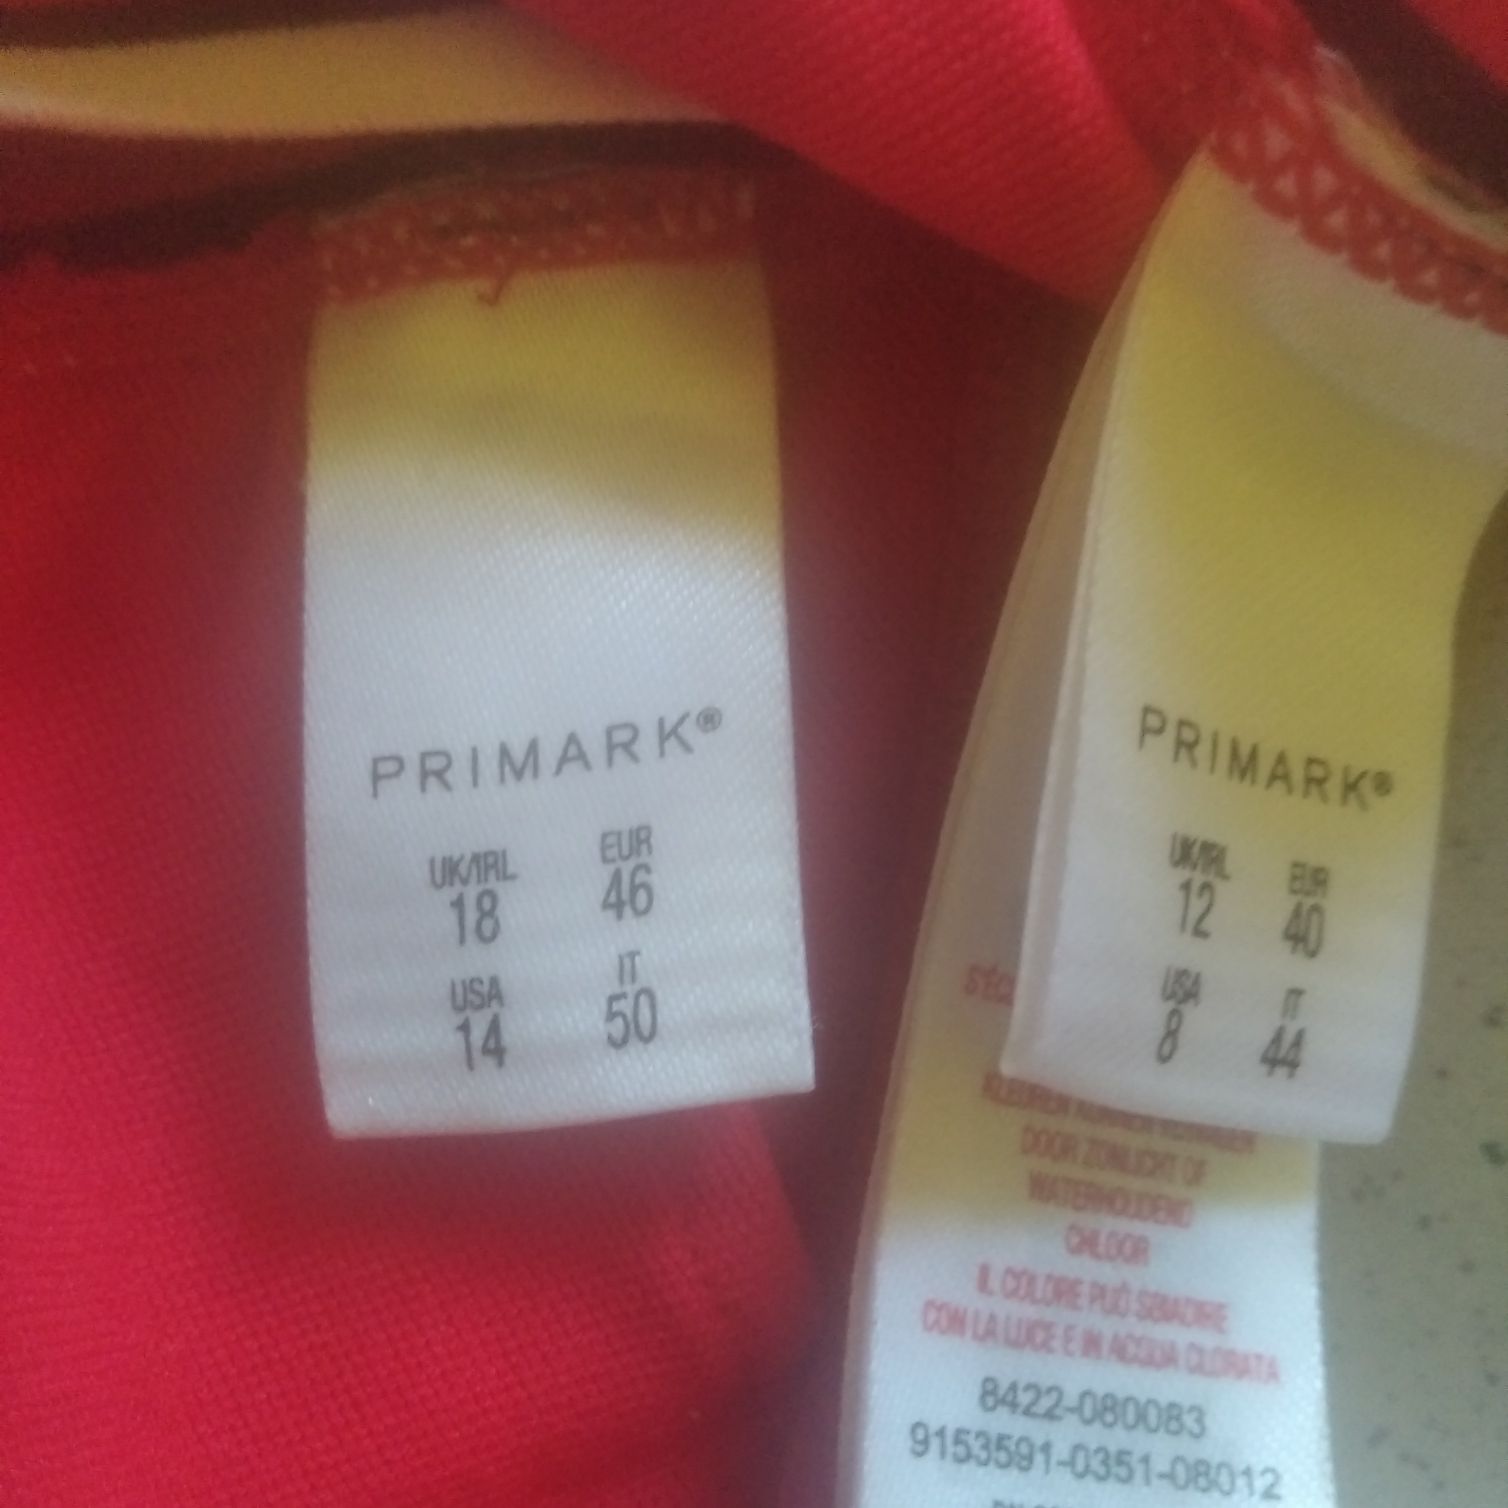 PRIMARK®
UK/IRL EUR
18 46
USA IT
14 50
PRIMARK®
UK/IRL EUR
12 40
USA IT
8 44
DOOR ZONLICHT OF
WATERHOUDEND
CHLOOR
IL COLORE PUÒ SBIADIRE
CON LA LUCE E IN ACQUA CLORATA
8422-080083
9153591-0351-08012